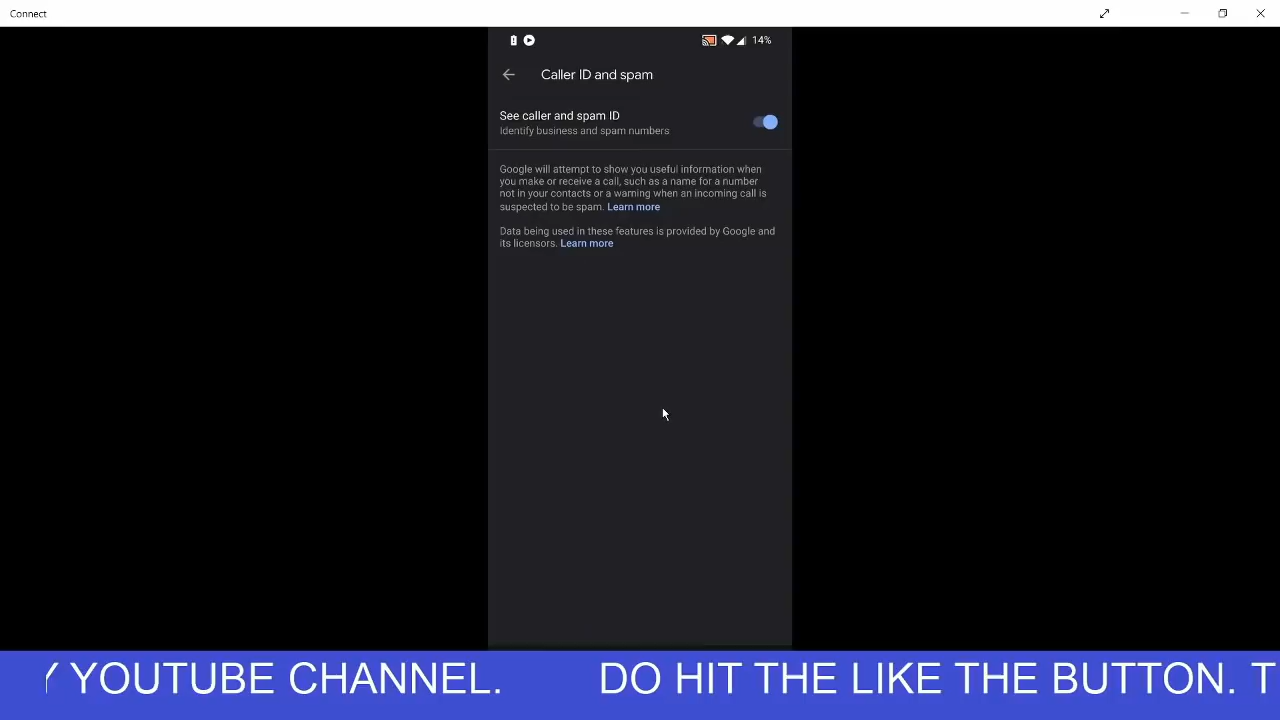 Connect
14%
Caller ID and spam
See caller and spam ID
Identify business and spam numbers
Google will attempt to show you useful information when
you make or receive a call, such as a name for a number
not in your contacts or a warning when an incoming call is
suspected to be spam. Learn more
Data being used in these features is provided by Google and
its licensors. Learn more
YOUTUBE CHANNEL. DO HIT THE LIKE THE BUTTON. T